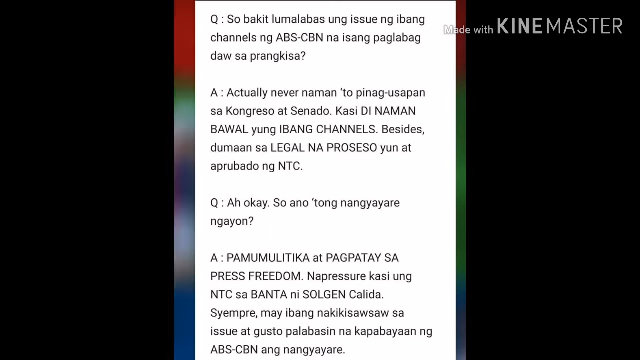 Q : So bakit lumalabas ung issue ng ibang
channels ng ABS-CBN na isang paglabag
daw sa prangkisa?
Made with KINEMASTER
A : Actually never naman 'to pinag-usapan
sa Kongreso at Senado. Kasi DI NAMAN
BAWAL yung IBANG CHANNELS. Besides,
dumaan sa LEGAL NA PROSESO yun at
aprubado ng NTC.
Q : Ah okay. So ano 'tong nangyayare
ngayon?
A : PAMUMULITIKA at PAGPATAY SA
PRESS FREEDOM. Napressure kasi ung
NTC sa BANTA ni SOLGEN Calida.
Syempre, may ibang nakikisawsaw sa
issue at gusto palabasin na kapabayaan ng
ABS-CBN ang nangyayare.